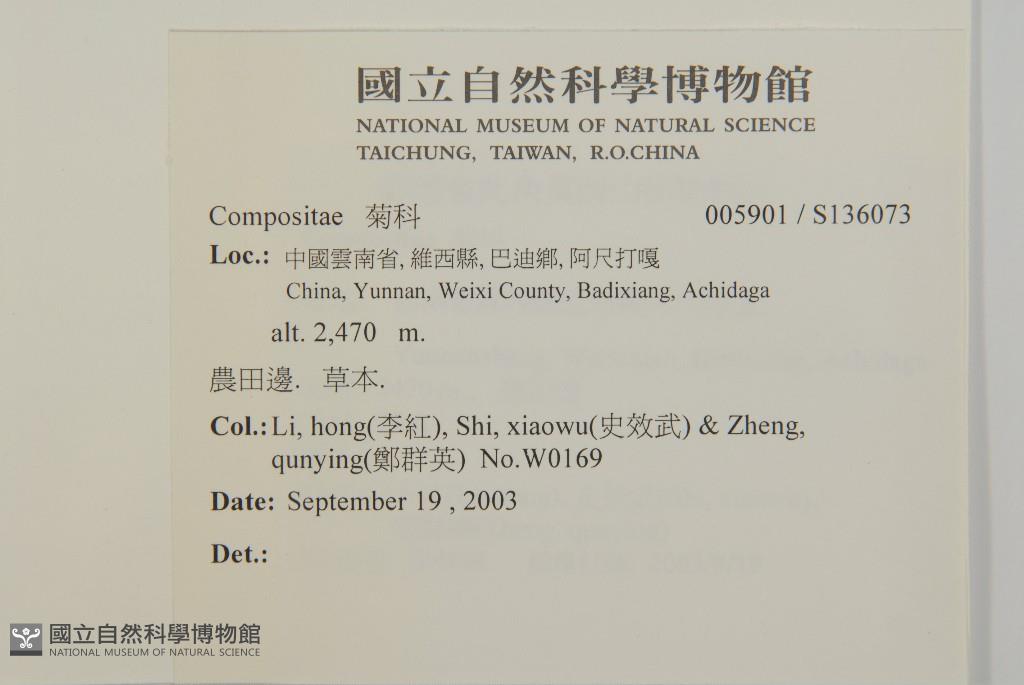 國立自然科學博物館
NATIONAL MUSEUM OF NATURAL SCIENCE
TAICHUNG, TAIWAN, R.O.CHINA
Compositae 菊科 005901 / S136073
Loc.: 中國雲南省, 維西縣, 巴迪鄉, 阿尺打嘎
China, Yunnan, Weixi County, Badixiang, Achidaga
alt. 2,470 m.
農田邊. 草本.
Col.: Li, hong(李紅), Shi, xiaowu(史效武) & Zheng,
qunying(鄭群英) No.W0169
Date: September 19 , 2003
Det.:
國立自然科學博物館
NATIONAL MUSEUM OF NATURAL SCIENCE